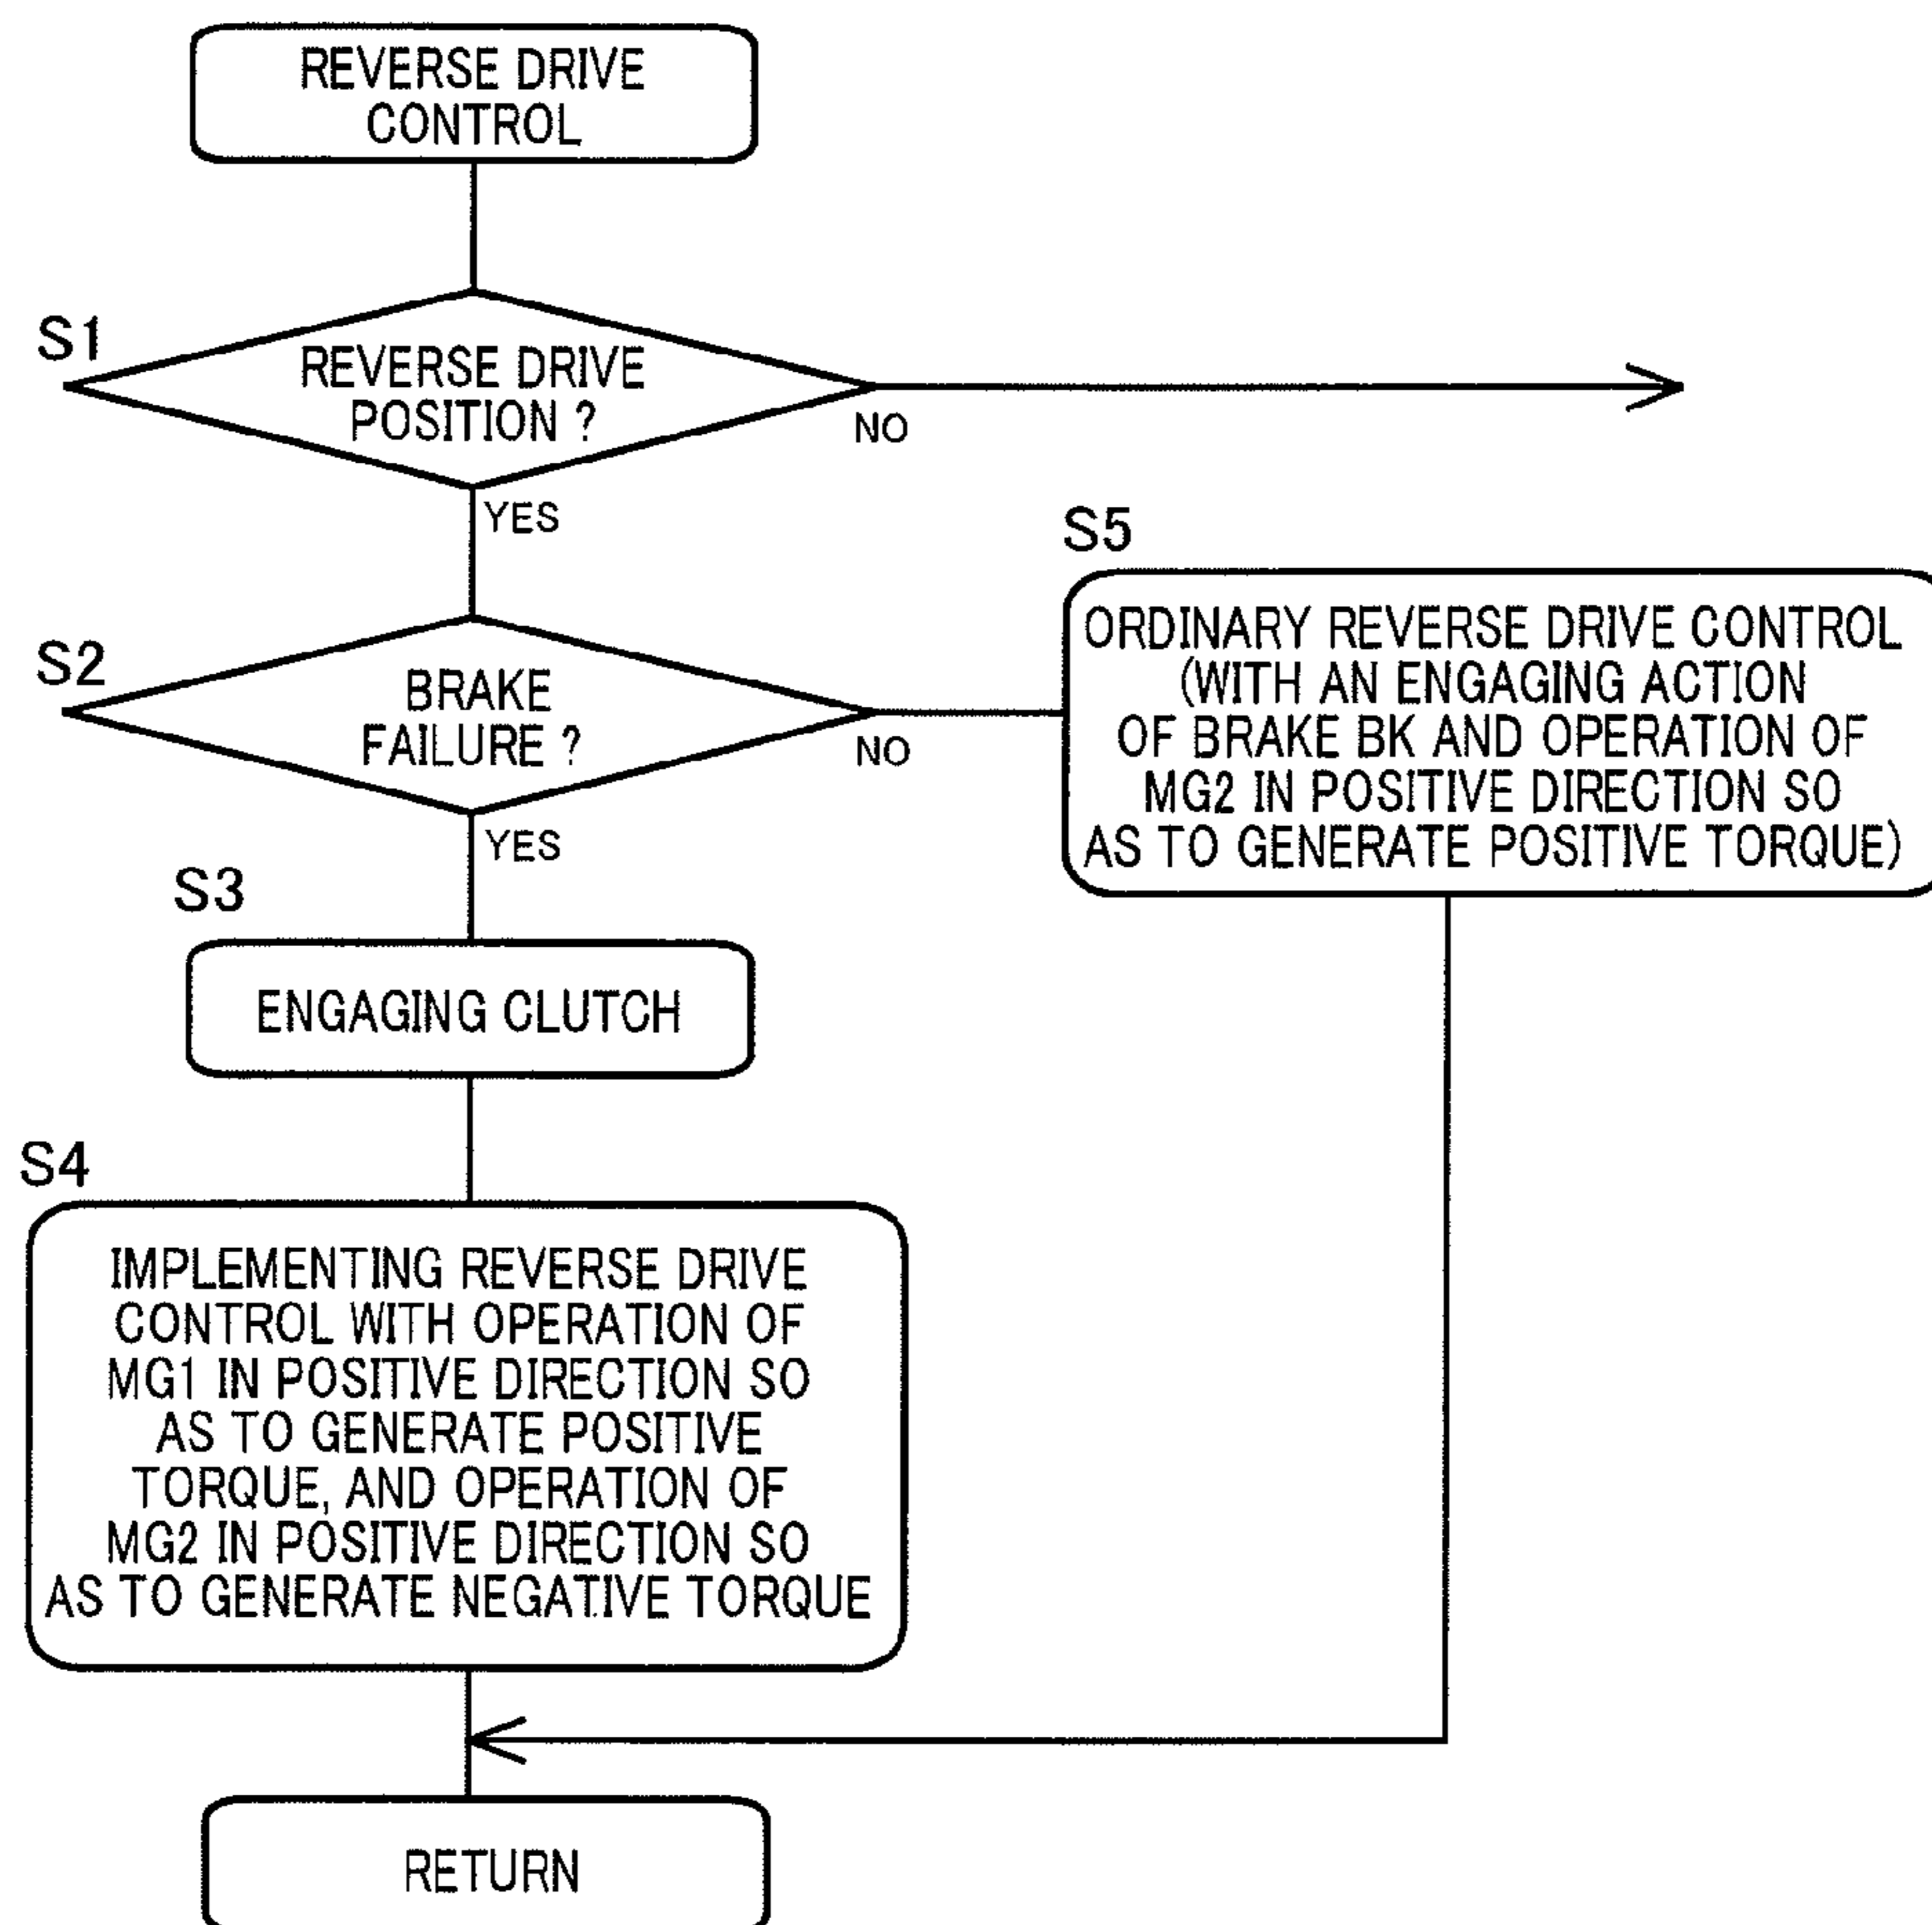 REVERSE DRIVE
CONTROL
S1
REVERSE DRIVE
POSITION ?
NO
YES
S2
BRAKE
FAILURE ?
NO
YES
S5
ORDINARY REVERSE DRIVE CONTROL
(WITH AN ENGAGING ACTION
OF BRAKE BK AND OPERATION OF
MG2 IN POSITIVE DIRECTION SO
AS TO GENERATE POSITIVE TORQUE)
S3
ENGAGING CLUTCH
S4
IMPLEMENTING REVERSE DRIVE
CONTROL WITH OPERATION OF
MG1 IN POSITIVE DIRECTION SO
AS TO GENERATE POSITIVE
TORQUE, AND OPERATION OF
MG2 IN POSITIVE DIRECTION SO
AS TO GENERATE NEGATIVE TORQUE
RETURN